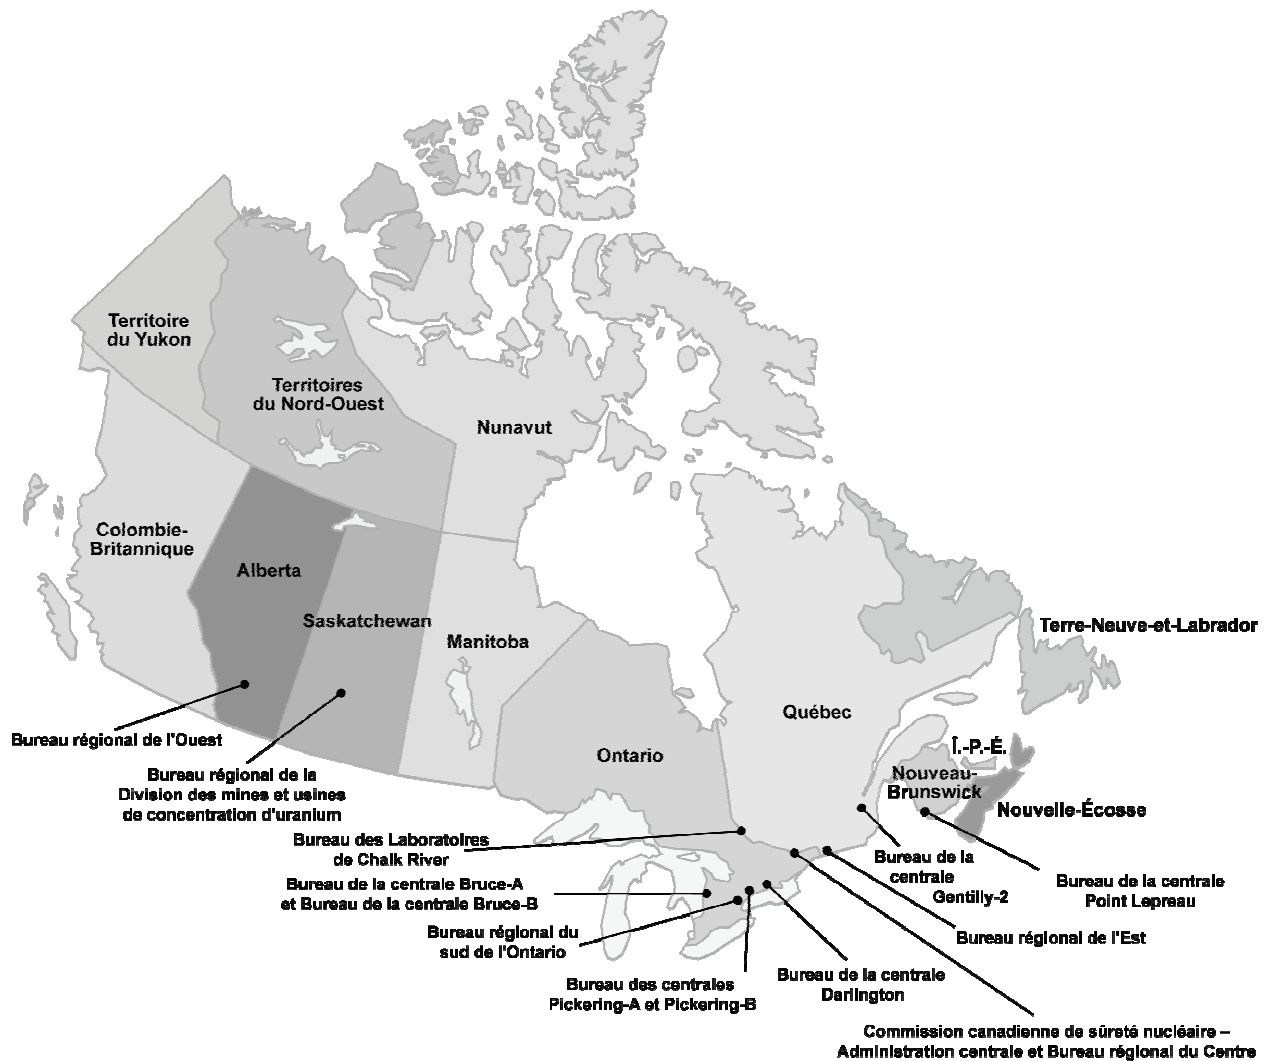 Territoire
du Yukon
Territoires
du Nord-Ouest
Nunavut
Colombie-
Britannique
Alberta
Saskatchewan
Manitoba
Terre-Neuve-et-Labrador
Québec
Ontario
Î.-P.-É.
Nouveau-
Brunswick
Nouvelle-Écosse
Bureau régional de l'Ouest
Bureau régional de la
Division des mines et usines
de concentration d'uranium
Bureau des Laboratoires
de Chalk River
Bureau de la centrale Bruce-A
et Bureau de la centrale Bruce-B
Bureau régional du
sud de l'Ontario
Bureau des centrales
Pickering-A et Pickering-B
Bureau de la centrale
Darlington
Bureau de la
centrale
Gentilly-2
Bureau de la centrale
Point Lepreau
Bureau régional de l'Est
Commission canadienne de sûreté nucléaire –
Administration centrale et Bureau régional du Centre